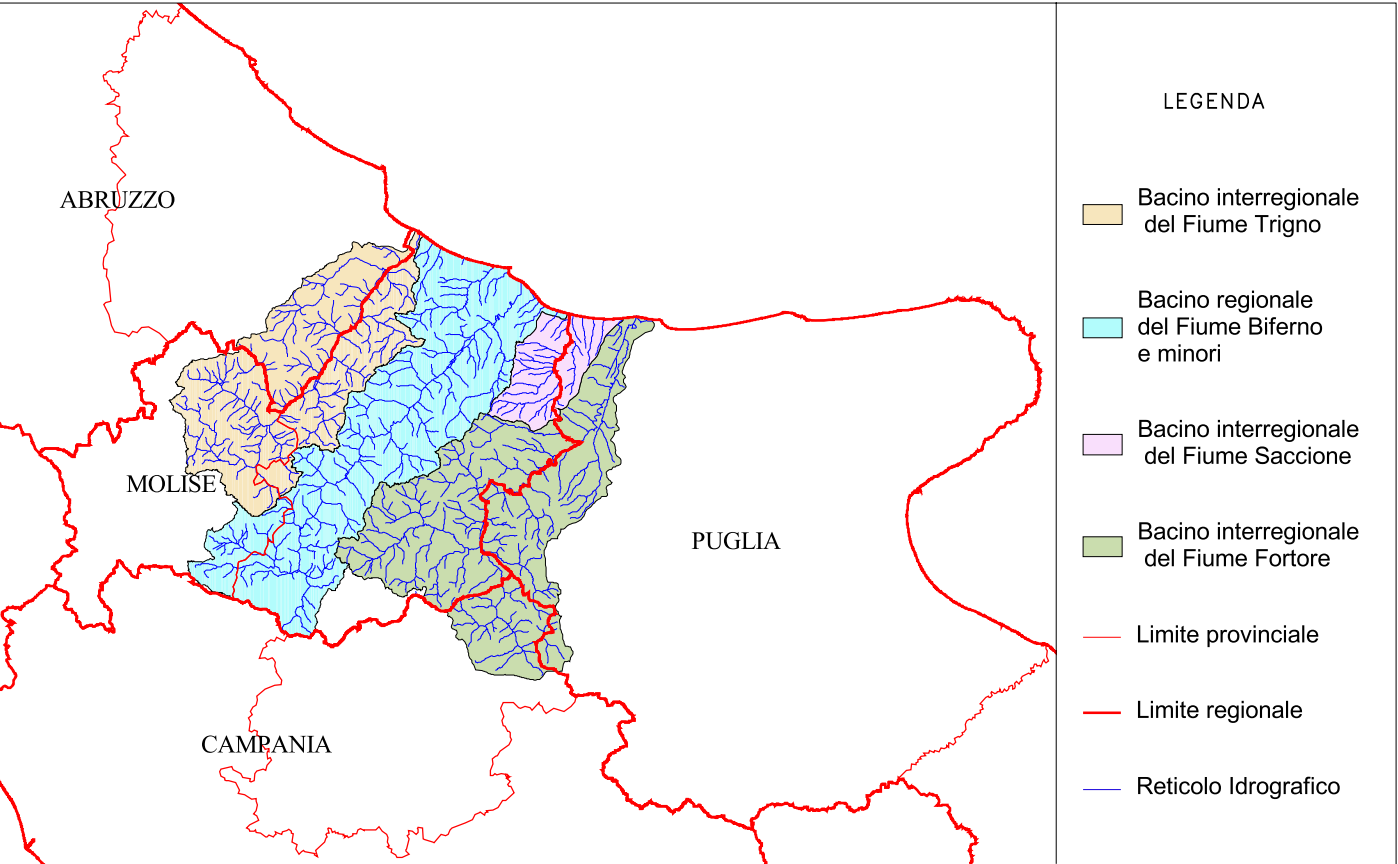 ABRUZZO
MOLISE
PUGLIA
CAMPANIA
LEGENDA
Bacino interregionale
del Fiume Trigno
Bacino regionale
del Fiume Biferno
e minori
Bacino interregionale
del Fiume Saccione
Bacino interregionale
del Fiume Fortore
Limite provinciale
Limite regionale
Reticolo Idrografico